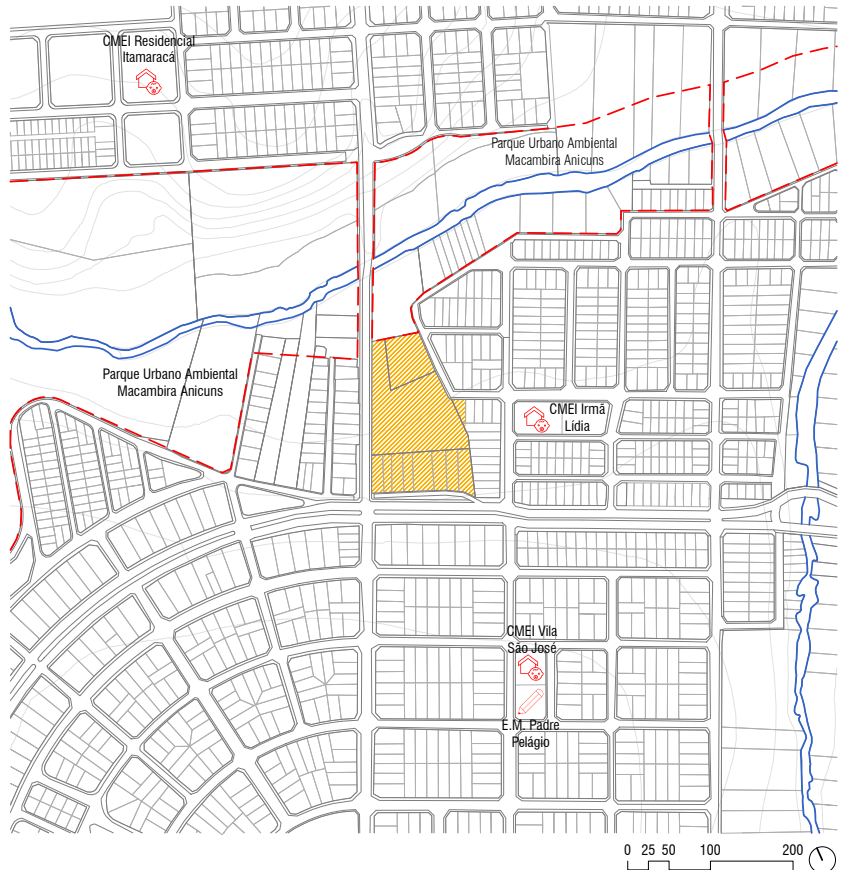 CMEI Residencial
Itamaracá
Parque Urbano Ambiental
Macambira Anicuns
Parque Urbano Ambiental
Macambira Anicuns
CMEI Irmã
Lídia
CMEI Vila
São José
E.M. Padre
Pelágio
0 25 50 100 200